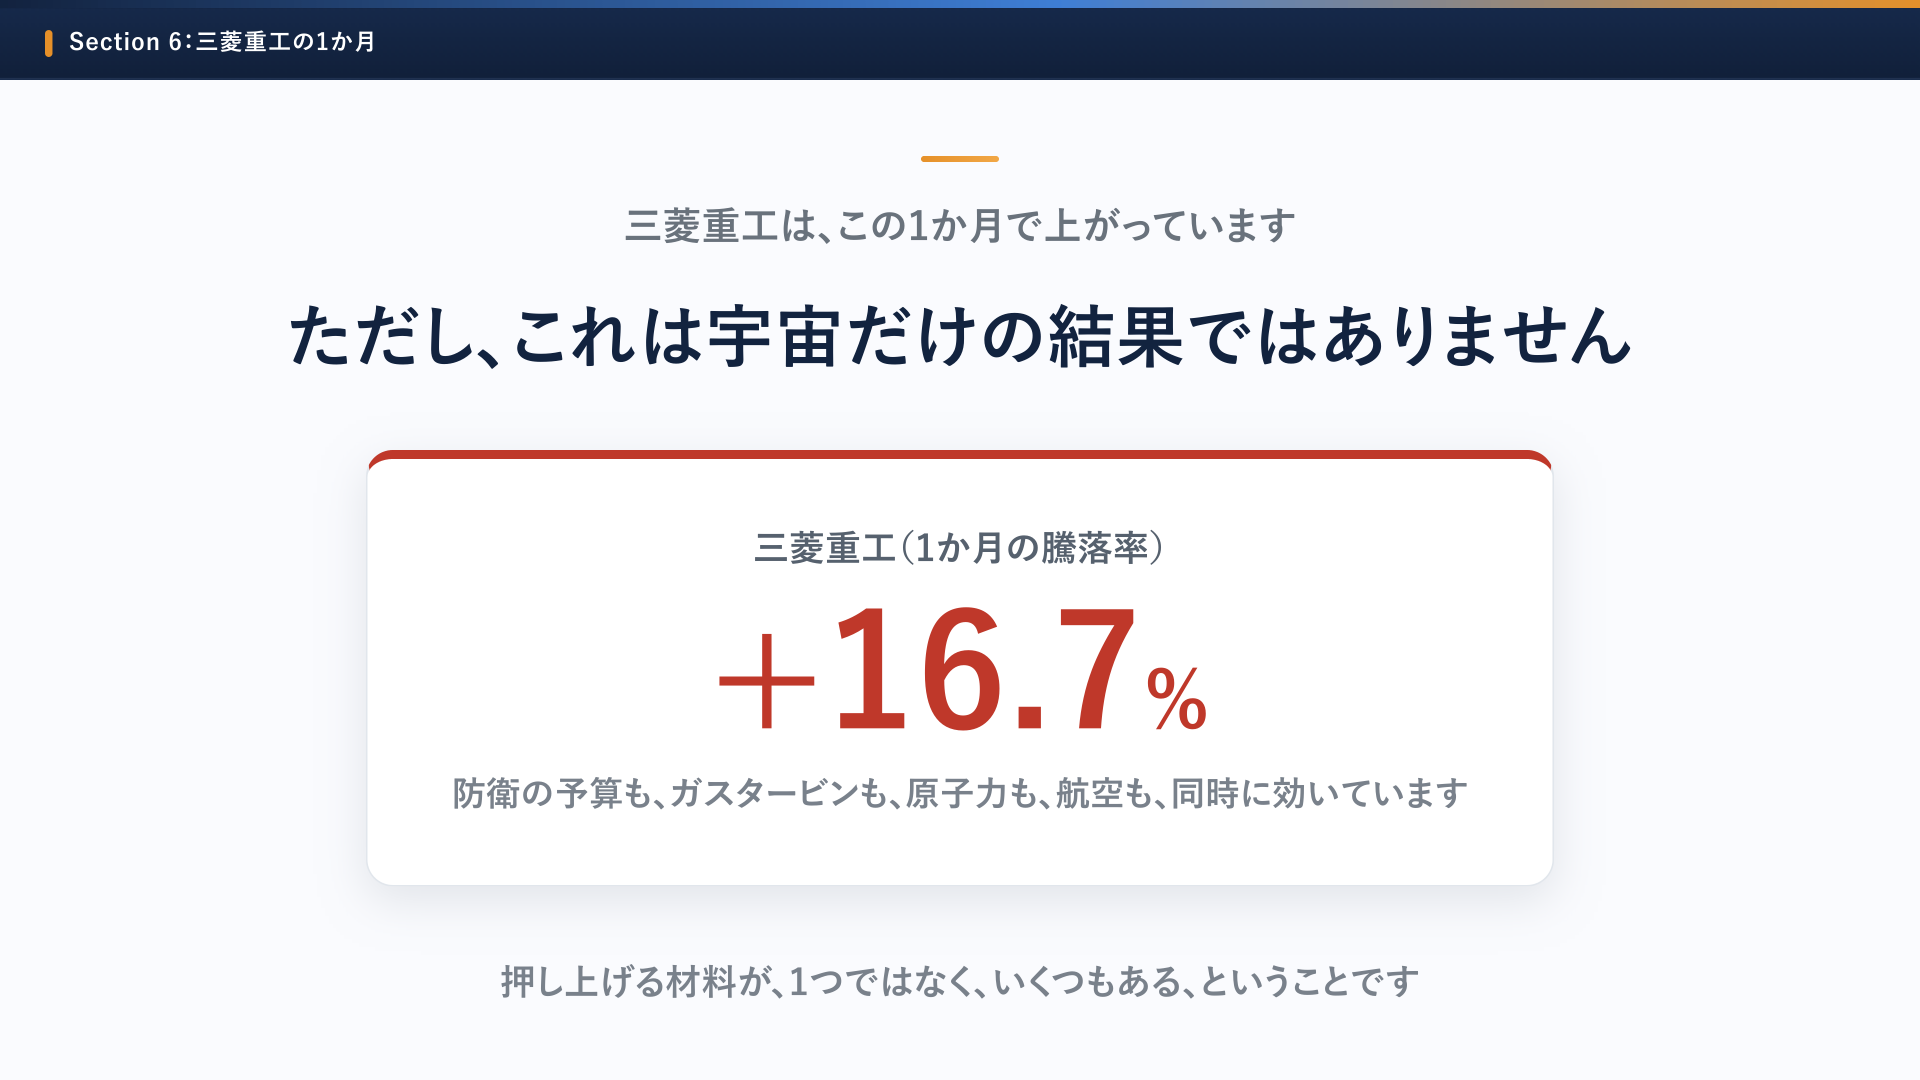 Section 6：三菱重工の1か月
三菱重工は、この1か月で上がっています
ただし、これは宇宙だけの結果ではありません
三菱重工（1か月の騰落率）
＋16.7%
防衛の予算も、ガスタービンも、原子力も、航空も、同時に効いています
押し上げる材料が、1つではなく、いくつもある、ということです